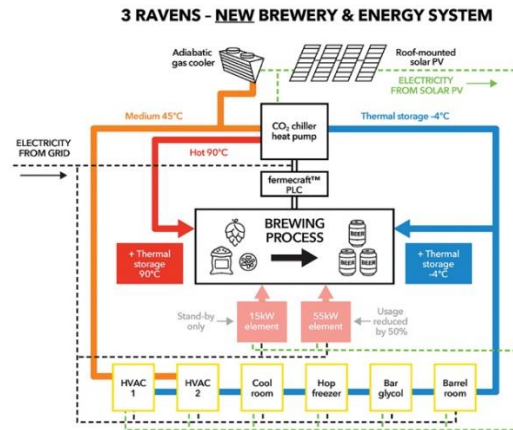 3 RAVENS – NEW BREWERY & ENERGY SYSTEM
Adiabatic
gas cooler
Roof-mounted
solar PV
ELECTRICITY
FROM SOLAR PV
Medium 45°C
CO₂ chiller
heat pump
Thermal storage -4°C
ELECTRICITY
FROM GRID
Hot 90°C
fermecraft™
PLC
BREWING
PROCESS
BEER
BEER
BEER
+ Thermal
storage
90°C
+ Thermal
storage
-4°C
Stand-by
only
15kW
element
55kW
element
Usage
reduced
by 50%
HVAC
1
HVAC
2
Cool
room
Hop
freezer
Bar
glycol
Barrel
room